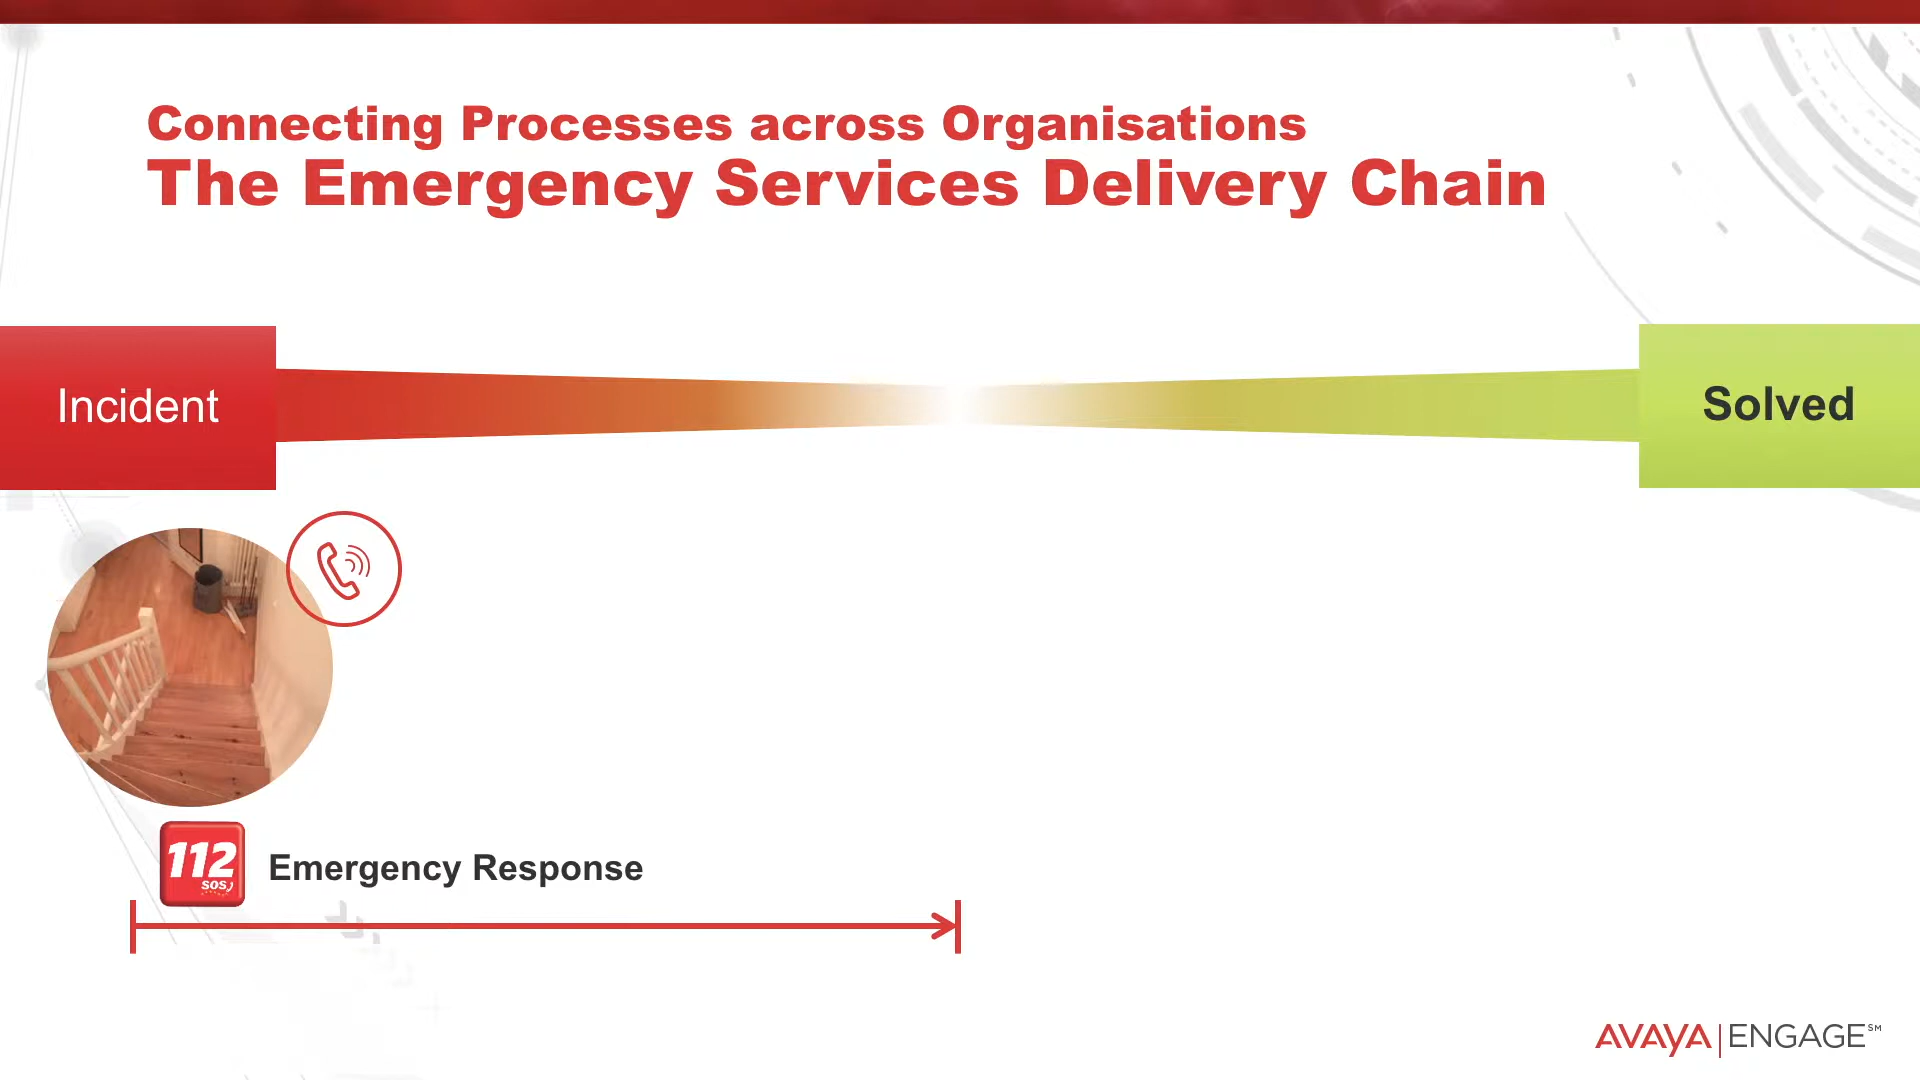 Connecting Processes across Organisations
The Emergency Services Delivery Chain
Incident
Solved
112
SOS
Emergency Response
AVAYA | ENGAGE℠